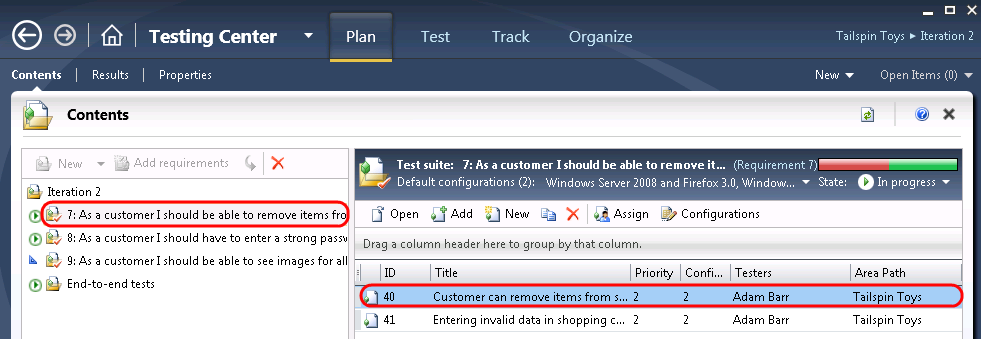 Testing Center Plan Test Track Organize Tailspin Toys ▸ Iteration 2
Contents Results Properties New Open Items (0)
Contents
New Add requirements
Iteration 2
7: As a customer I should be able to remove items fro
8: As a customer I should have to enter a strong passw
9: As a customer I should be able to see images for all
End-to-end tests
Test suite: 7: As a customer I should be able to remove it... (Requirement 7)
Default configurations (2): Windows Server 2008 and Firefox 3.0, Window... State: In progress
Open Add New Assign Configurations
Drag a column header here to group by that column.
ID Title Priority Confi... Testers Area Path
40 Customer can remove items from s... 2 2 Adam Barr Tailspin Toys
41 Entering invalid data in shopping c... 2 2 Adam Barr Tailspin Toys